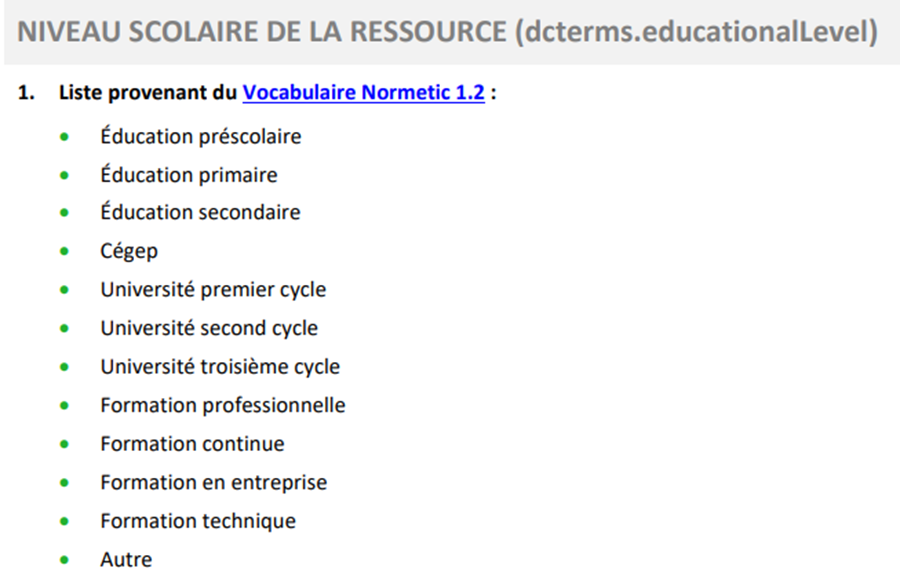 NIVEAU SCOLAIRE DE LA RESSOURCE (dcterms.educationalLevel)
1. Liste provenant du Vocabulaire Normetic 1.2 :
• Éducation préscolaire
• Éducation primaire
• Éducation secondaire
• Cégep
• Université premier cycle
• Université second cycle
• Université troisième cycle
• Formation professionnelle
• Formation continue
• Formation en entreprise
• Formation technique
• Autre